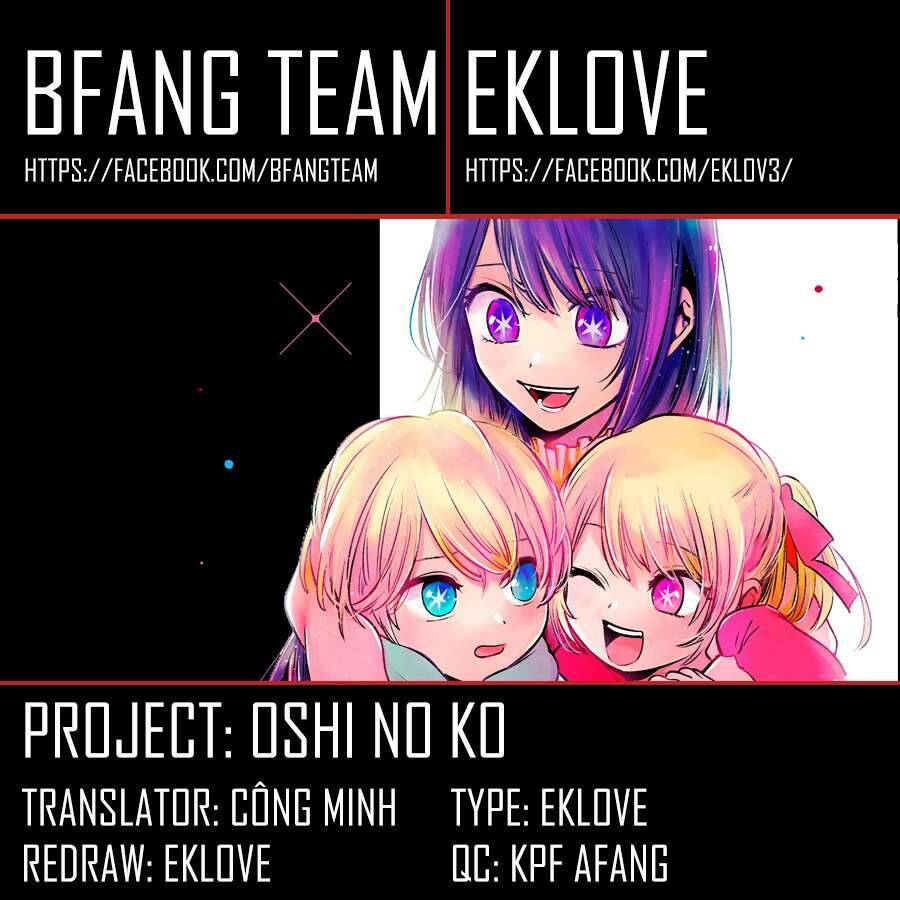 BFANG TEAM
HTTPS://FACEBOOK.COM/BFANGTEAM
EKLOVE
HTTPS://FACEBOOK.COM/EKLOV3/
PROJECT: OSHI NO KO
TRANSLATOR: CÔNG MINH
TYPE: EKLOVE
REDRAW: EKLOVE
QC: KPF AFANG